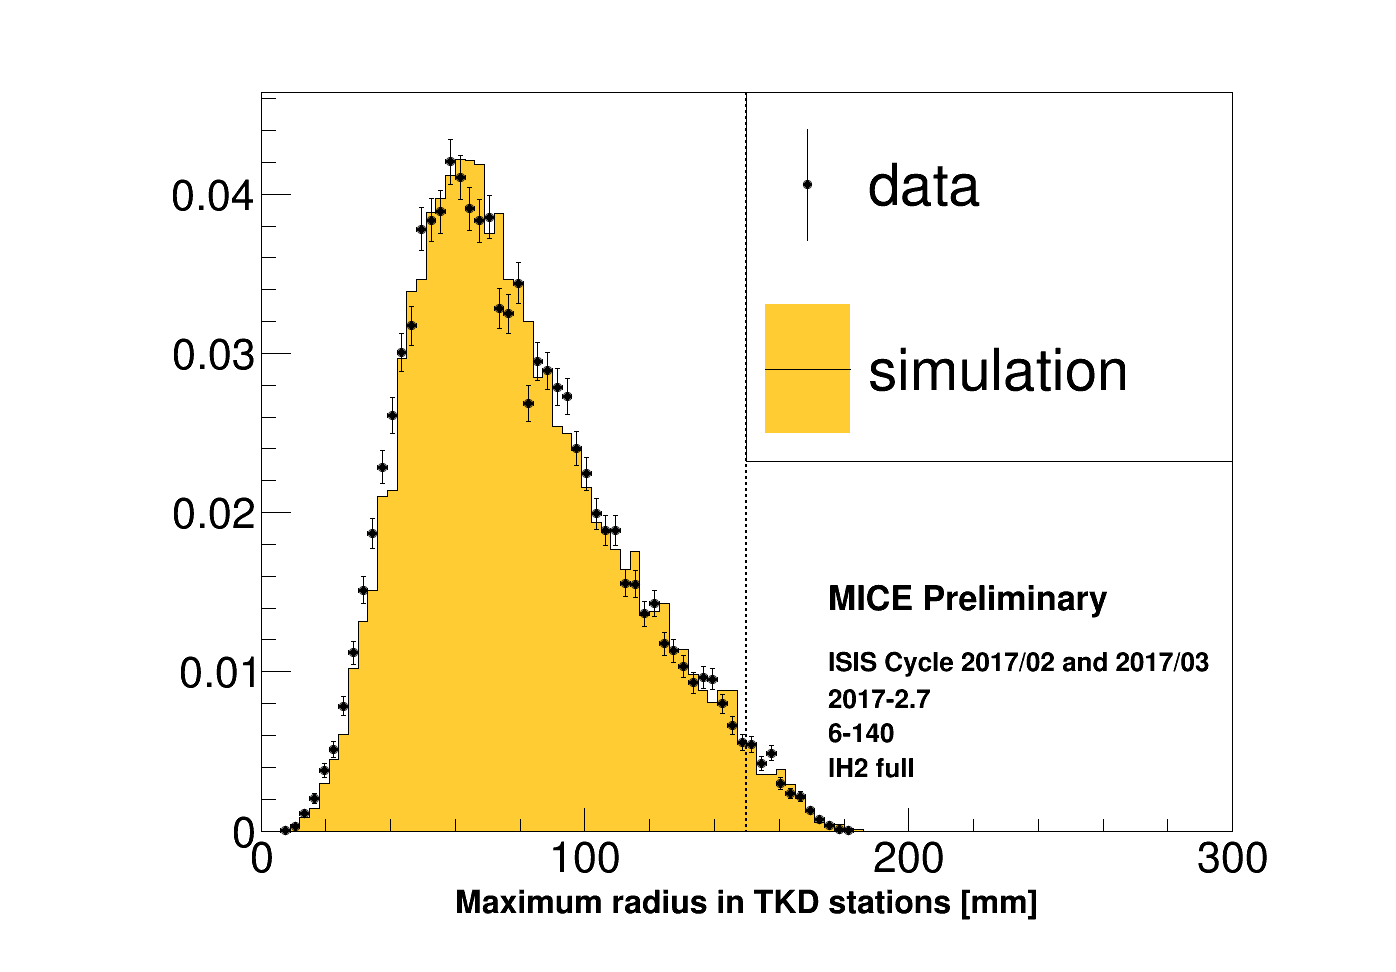 0.04
0.03
0.02
0.01
0
0
100
200
300
Maximum radius in TKD stations [mm]
data
simulation
MICE Preliminary
ISIS Cycle 2017/02 and 2017/03
2017-2.7
6-140
IH2 full